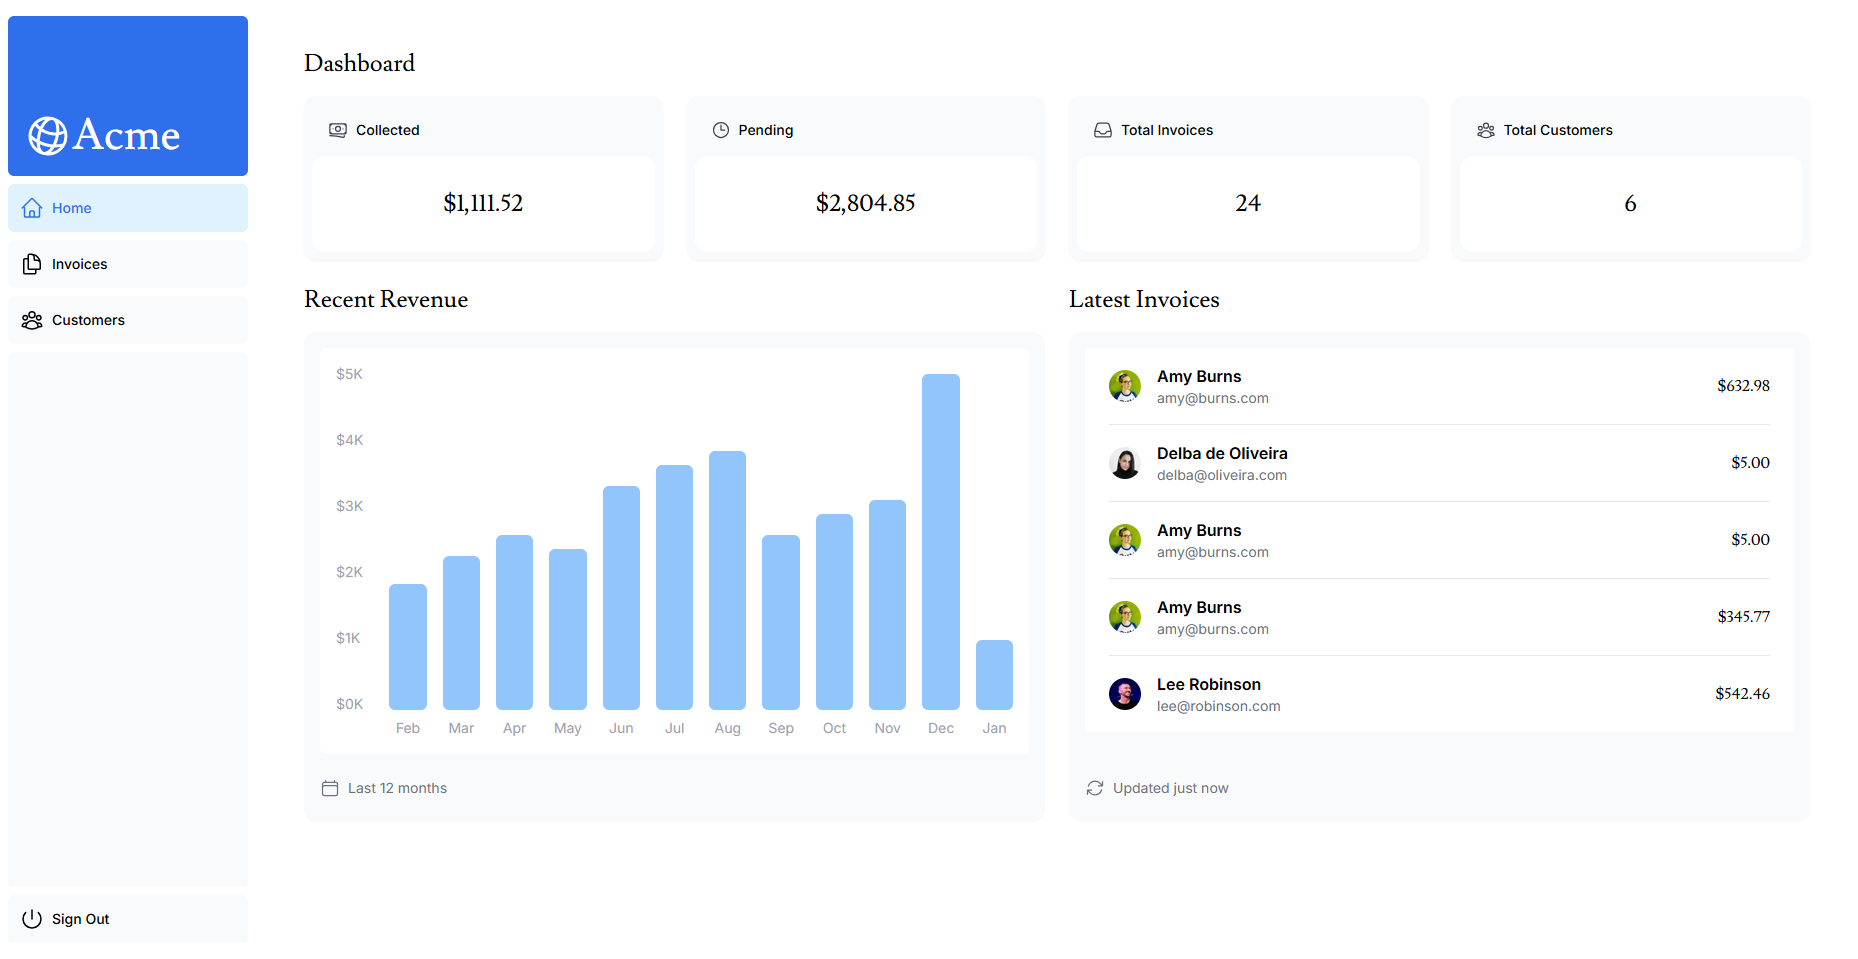 Acme
Home
Invoices
Customers
Sign Out
Dashboard
Collected
$1,111.52
Pending
$2,804.85
Total Invoices
24
Total Customers
6
Recent Revenue
$5K
$4K
$3K
$2K
$1K
$0K
Feb Mar Apr May Jun Jul Aug Sep Oct Nov Dec Jan
Last 12 months
Latest Invoices
Amy Burns
amy@burns.com
$632.98
Delba de Oliveira
delba@oliveira.com
$5.00
Amy Burns
amy@burns.com
$5.00
Amy Burns
amy@burns.com
$345.77
Lee Robinson
lee@robinson.com
$542.46
Updated just now